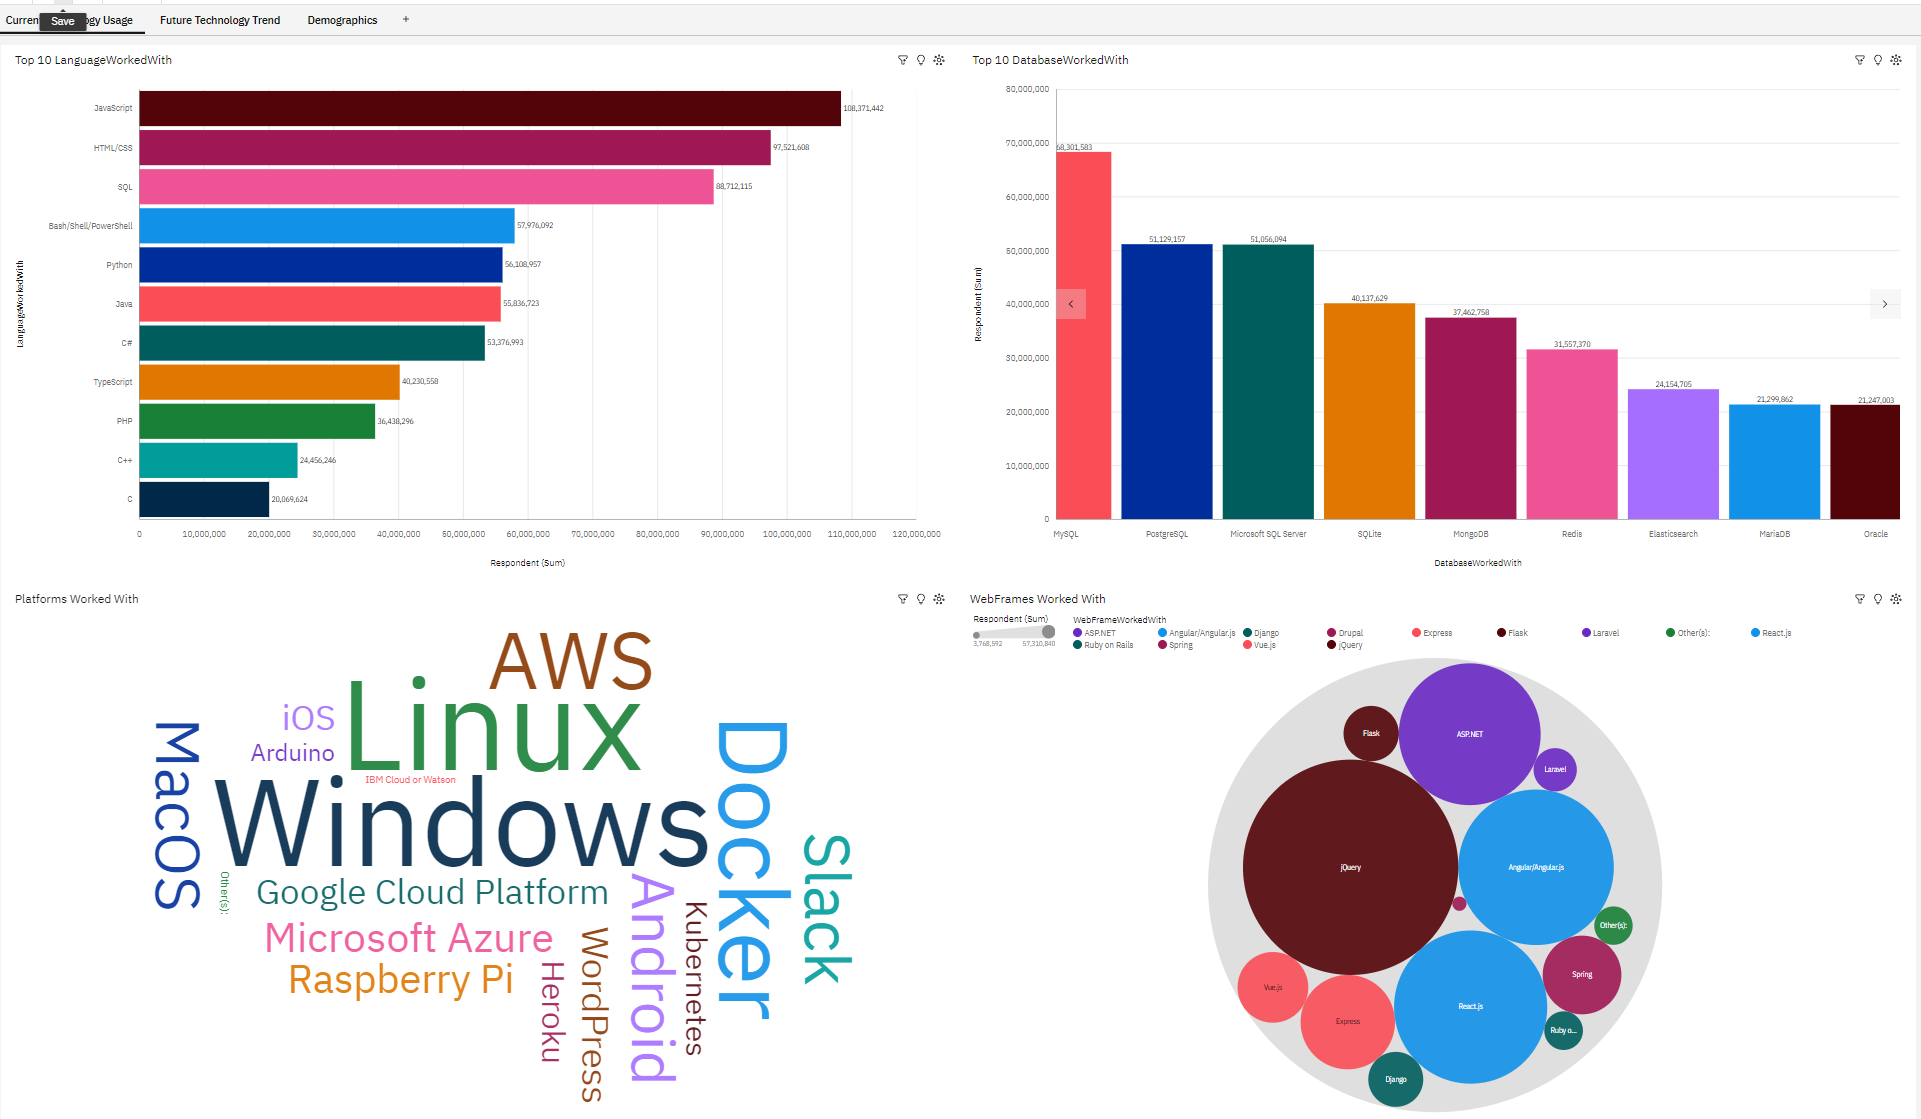 Curren
Save
gy Usage
Future Technology Trend
Demographics
+
Top 10 LanguageWorkedWith
LanguageWorkedWith
JavaScript
108,371,442
HTML/CSS
97,521,608
SQL
88,712,115
Bash/Shell/PowerShell
57,976,092
Python
56,108,957
Java
55,836,723
C#
53,376,993
TypeScript
40,230,558
PHP
36,438,296
C++
24,456,246
C
20,069,624
0 10,000,000 20,000,000 30,000,000 40,000,000 50,000,000 60,000,000 70,000,000 80,000,000 90,000,000 100,000,000 110,000,000 120,000,000
Respondent (Sum)
Top 10 DatabaseWorkedWith
Respondent (Sum)
80,000,000
70,000,000
60,000,000
50,000,000
40,000,000
30,000,000
20,000,000
10,000,000
0
68,301,583
51,129,157
51,056,094
40,137,629
37,462,758
31,557,370
24,154,705
21,299,862
21,247,003
MySQL PostgreSQL Microsoft SQL Server SQLite MongoDB Redis Elasticsearch MariaDB Oracle
DatabaseWorkedWith
Platforms Worked With
AWS
Linux
iOS
Arduino
IBM Cloud or Watson
MacOS
Windows
Docker
Slack
Other(s):
Google Cloud Platform
Microsoft Azure
Raspberry Pi
Heroku
WordPress
Android
Kubernetes
WebFrames Worked With
Respondent (Sum)
3,768,592 57,310,840
WebFrameWorkedWith
ASP.NET Angular/Angular.js Django Drupal Express Flask Laravel Other(s): React.js
Ruby on Rails Spring Vue.js jQuery
Flask
ASP.NET
Laravel
jQuery
Angular/Angular.js
Other(s):
Spring
Vue.js
React.js
Express
Ruby o...
Django